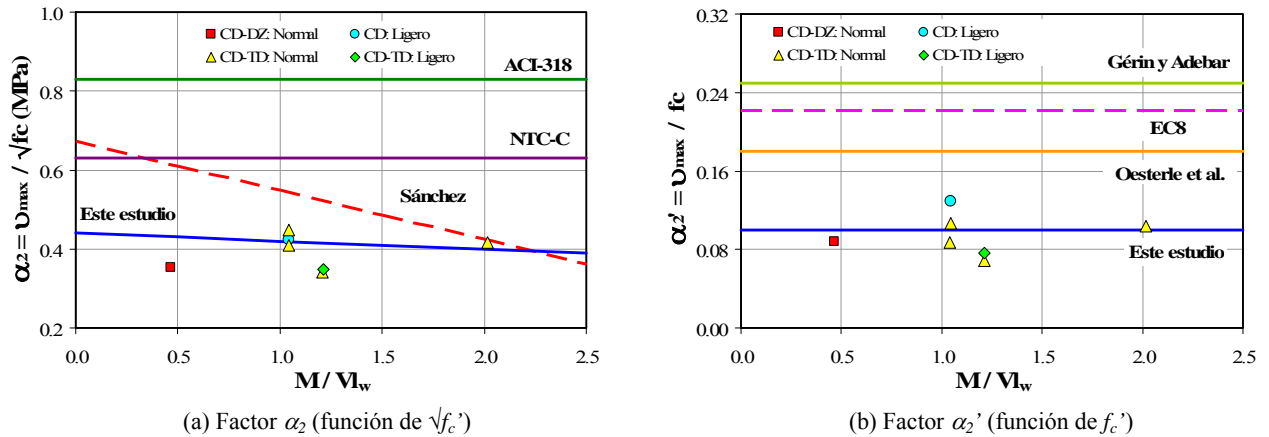 1.0
0.8
0.6
0.4
0.2
α2 = υmax / √fc (MPa)
CD-DZ: Normal
CD: Ligero
CD-TD: Normal
CD-TD: Ligero
ACI-318
NTC-C
Sánchez
Este estudio
0.0 0.5 1.0 1.5 2.0 2.5
M / Vlw
(a) Factor α2 (función de √fc’)
0.32
0.24
0.16
0.08
0.00
α2' = υmax / fc
CD-DZ: Normal
CD: Ligero
CD-TD: Normal
CD-TD: Ligero
Gérin y Adebar
EC8
Oesterle et al.
Este estudio
0.0 0.5 1.0 1.5 2.0 2.5
M / Vlw
(b) Factor α2’ (función de fc’)